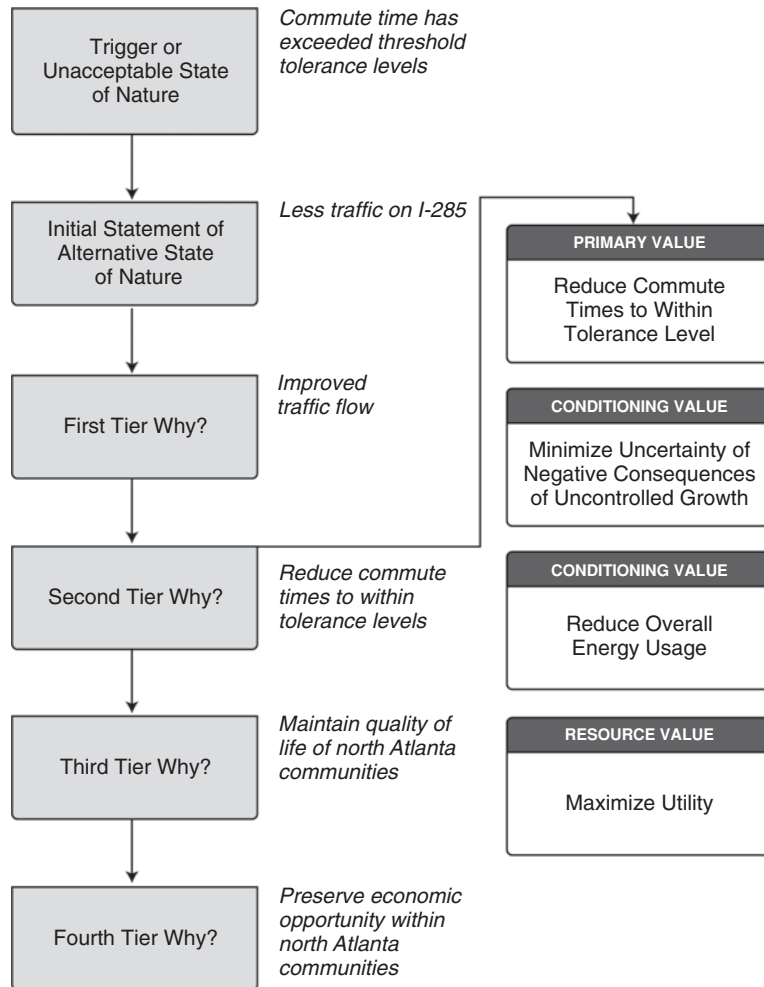 Trigger or
Unacceptable State
of Nature
Commute time has
exceeded threshold
tolerance levels
Initial Statement of
Alternative State
of Nature
Less traffic on I-285
First Tier Why?
Improved
traffic flow
Second Tier Why?
Reduce commute
times to within
tolerance levels
Third Tier Why?
Maintain quality of
life of north Atlanta
communities
Fourth Tier Why?
Preserve economic
opportunity within
north Atlanta
communities
PRIMARY VALUE
Reduce Commute
Times to Within
Tolerance Level
CONDITIONING VALUE
Minimize Uncertainty of
Negative Consequences
of Uncontrolled Growth
CONDITIONING VALUE
Reduce Overall
Energy Usage
RESOURCE VALUE
Maximize Utility